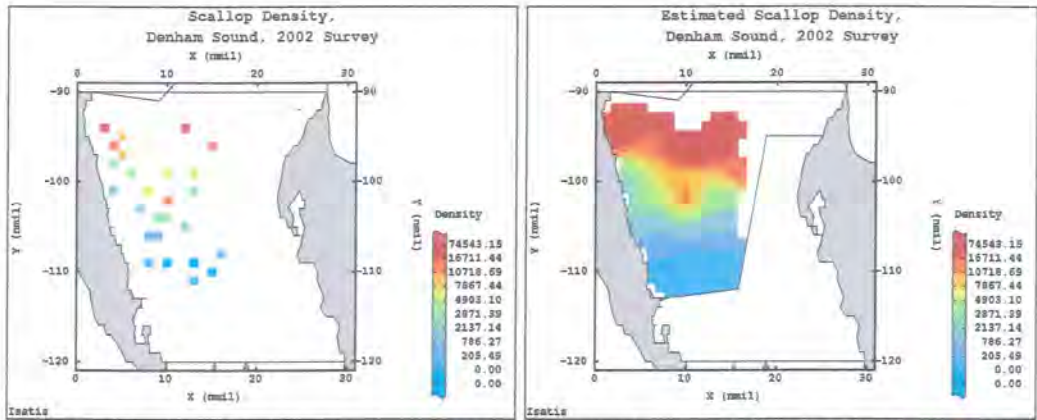 Scallop Density,
Denham Sound, 2002 Survey
X (nmil)
0 10 20 30
-90 -90
-100 -100
-110 -110
-120 -120
Y (nmil)
Y (nmil)
0 10 20 30
X (nmil)
Density
74543.15
16711.44
10718.69
7867.44
4903.10
2871.39
2137.14
786.27
205.49
0.00
0.00
Isatis
Estimated Scallop Density,
Denham Sound, 2002 Survey
X (nmil)
0 10 20 30
-90 -90
-100 -100
-110 -110
-120 -120
Y (nmil)
Y (nmil)
0 10 20 30
X (nmil)
Density
74543.15
16711.44
10718.69
7867.44
4903.10
2871.39
2137.14
786.27
205.49
0.00
0.00
Isatis